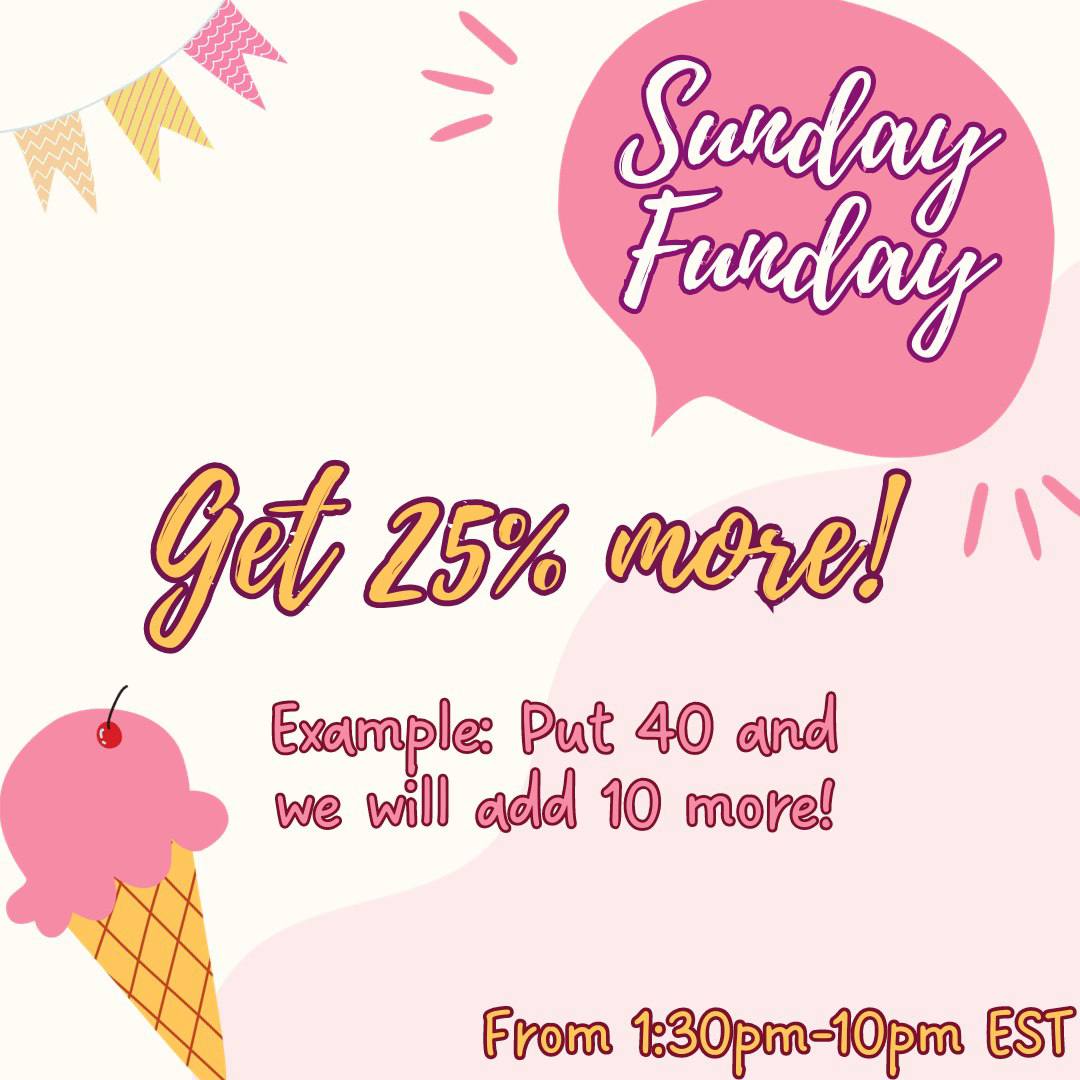 Sunday
Funday
Get 25% more!
Example: Put 40 and
we will add 10 more!
From 1:30pm-10pm EST